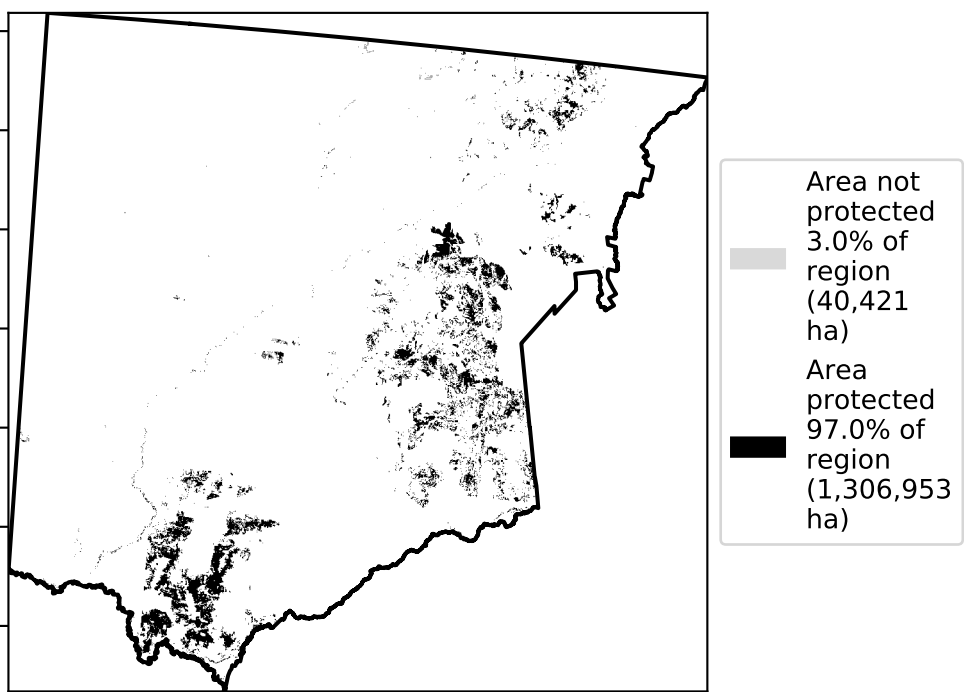 Area not
protected
3.0% of
region
(40,421
ha)
Area
protected
97.0% of
region
(1,306,953
ha)